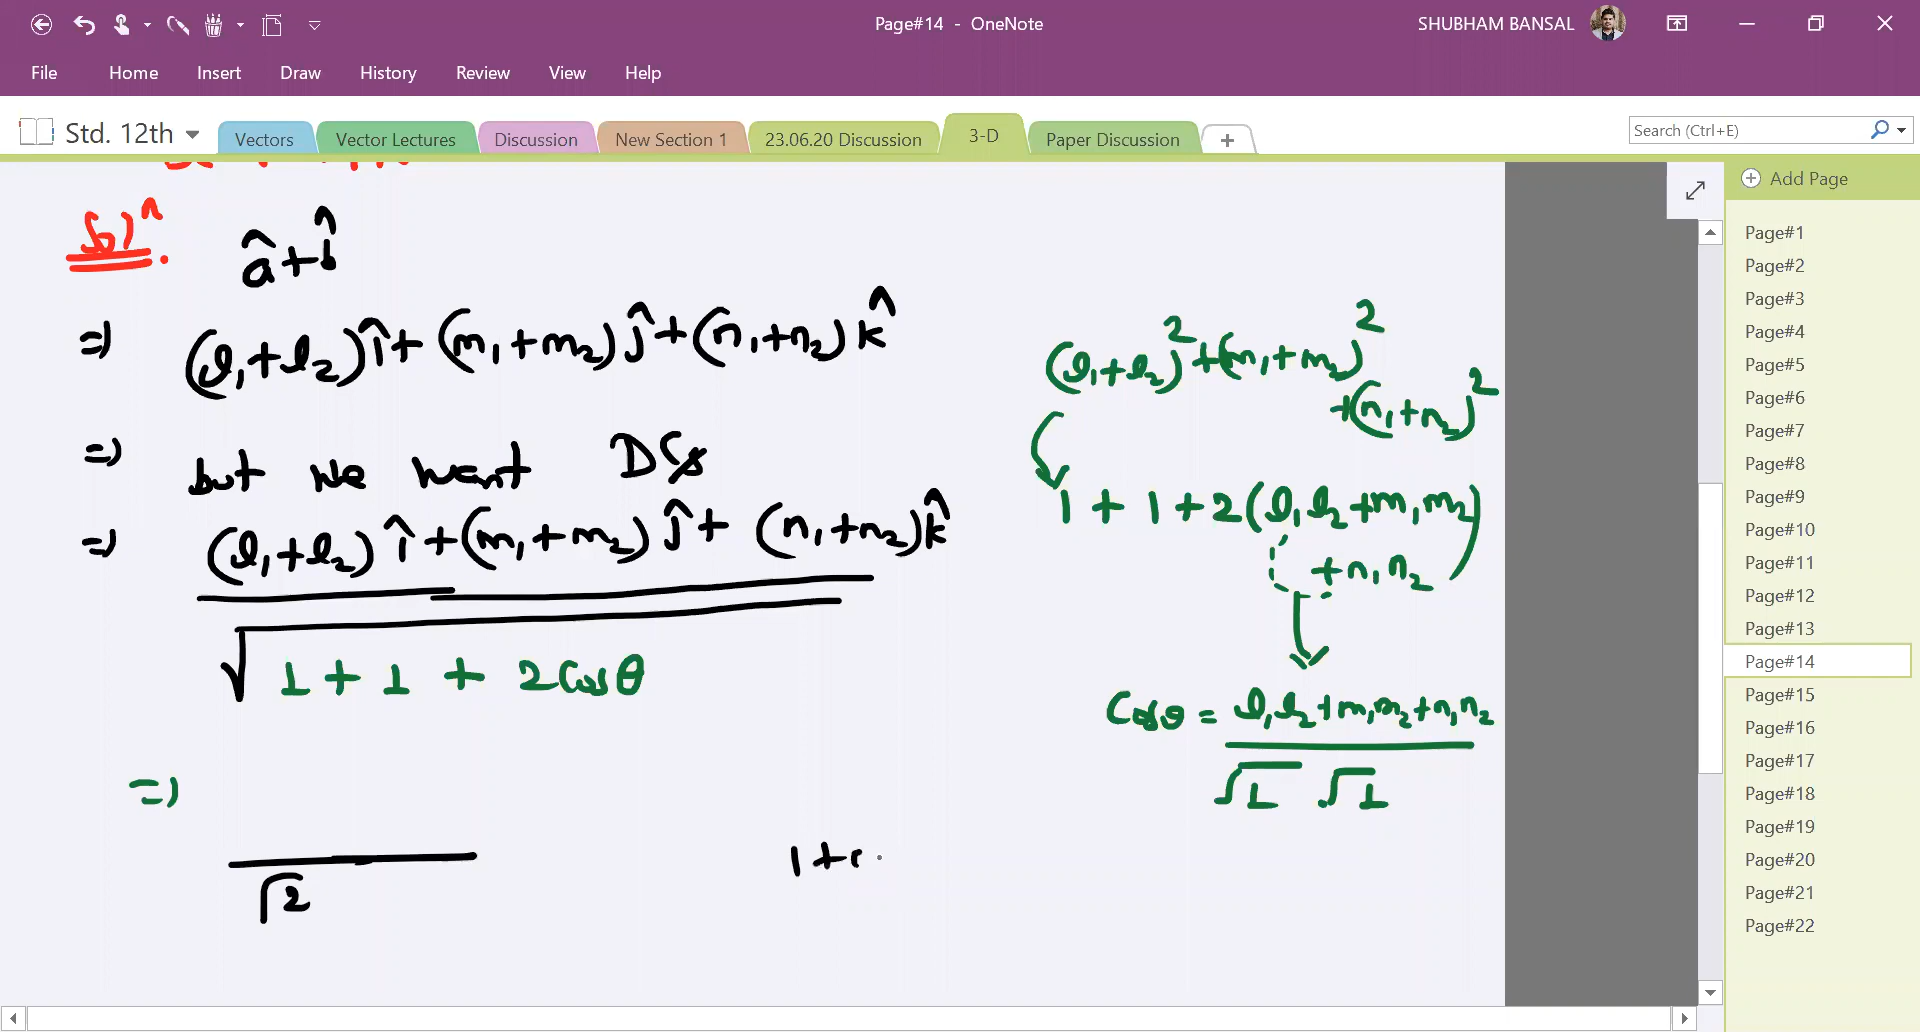 Page#14 - OneNote
SHUBHAM BANSAL
File Home Insert Draw History Review View Help
Std. 12th
Vectors
Vector Lectures
Discussion
New Section 1
23.06.20 Discussion
3-D
Paper Discussion
Search (Ctrl+E)
Add Page
Page#1
Page#2
Page#3
Page#4
Page#5
Page#6
Page#7
Page#8
Page#9
Page#10
Page#11
Page#12
Page#13
Page#14
Page#15
Page#16
Page#17
Page#18
Page#19
Page#20
Page#21
Page#22
Solⁿ.
â+b̂
⇒ (l₁+l₂)î+(m₁+m₂)ĵ+(n₁+n₂)k̂
⇒ but we want DCs
⇒ (l₁+l₂)î+(m₁+m₂)ĵ+(n₁+n₂)k̂
√1+1+2Cosθ
⇒
√2
1+c
(l₁+l₂)²+(m₁+m₂)²
+(n₁+n₂)²
1+1+2(l₁l₂+m₁m₂
+n₁n₂)
Cosθ = l₁l₂+m₁m₂+n₁n₂
√1 √1